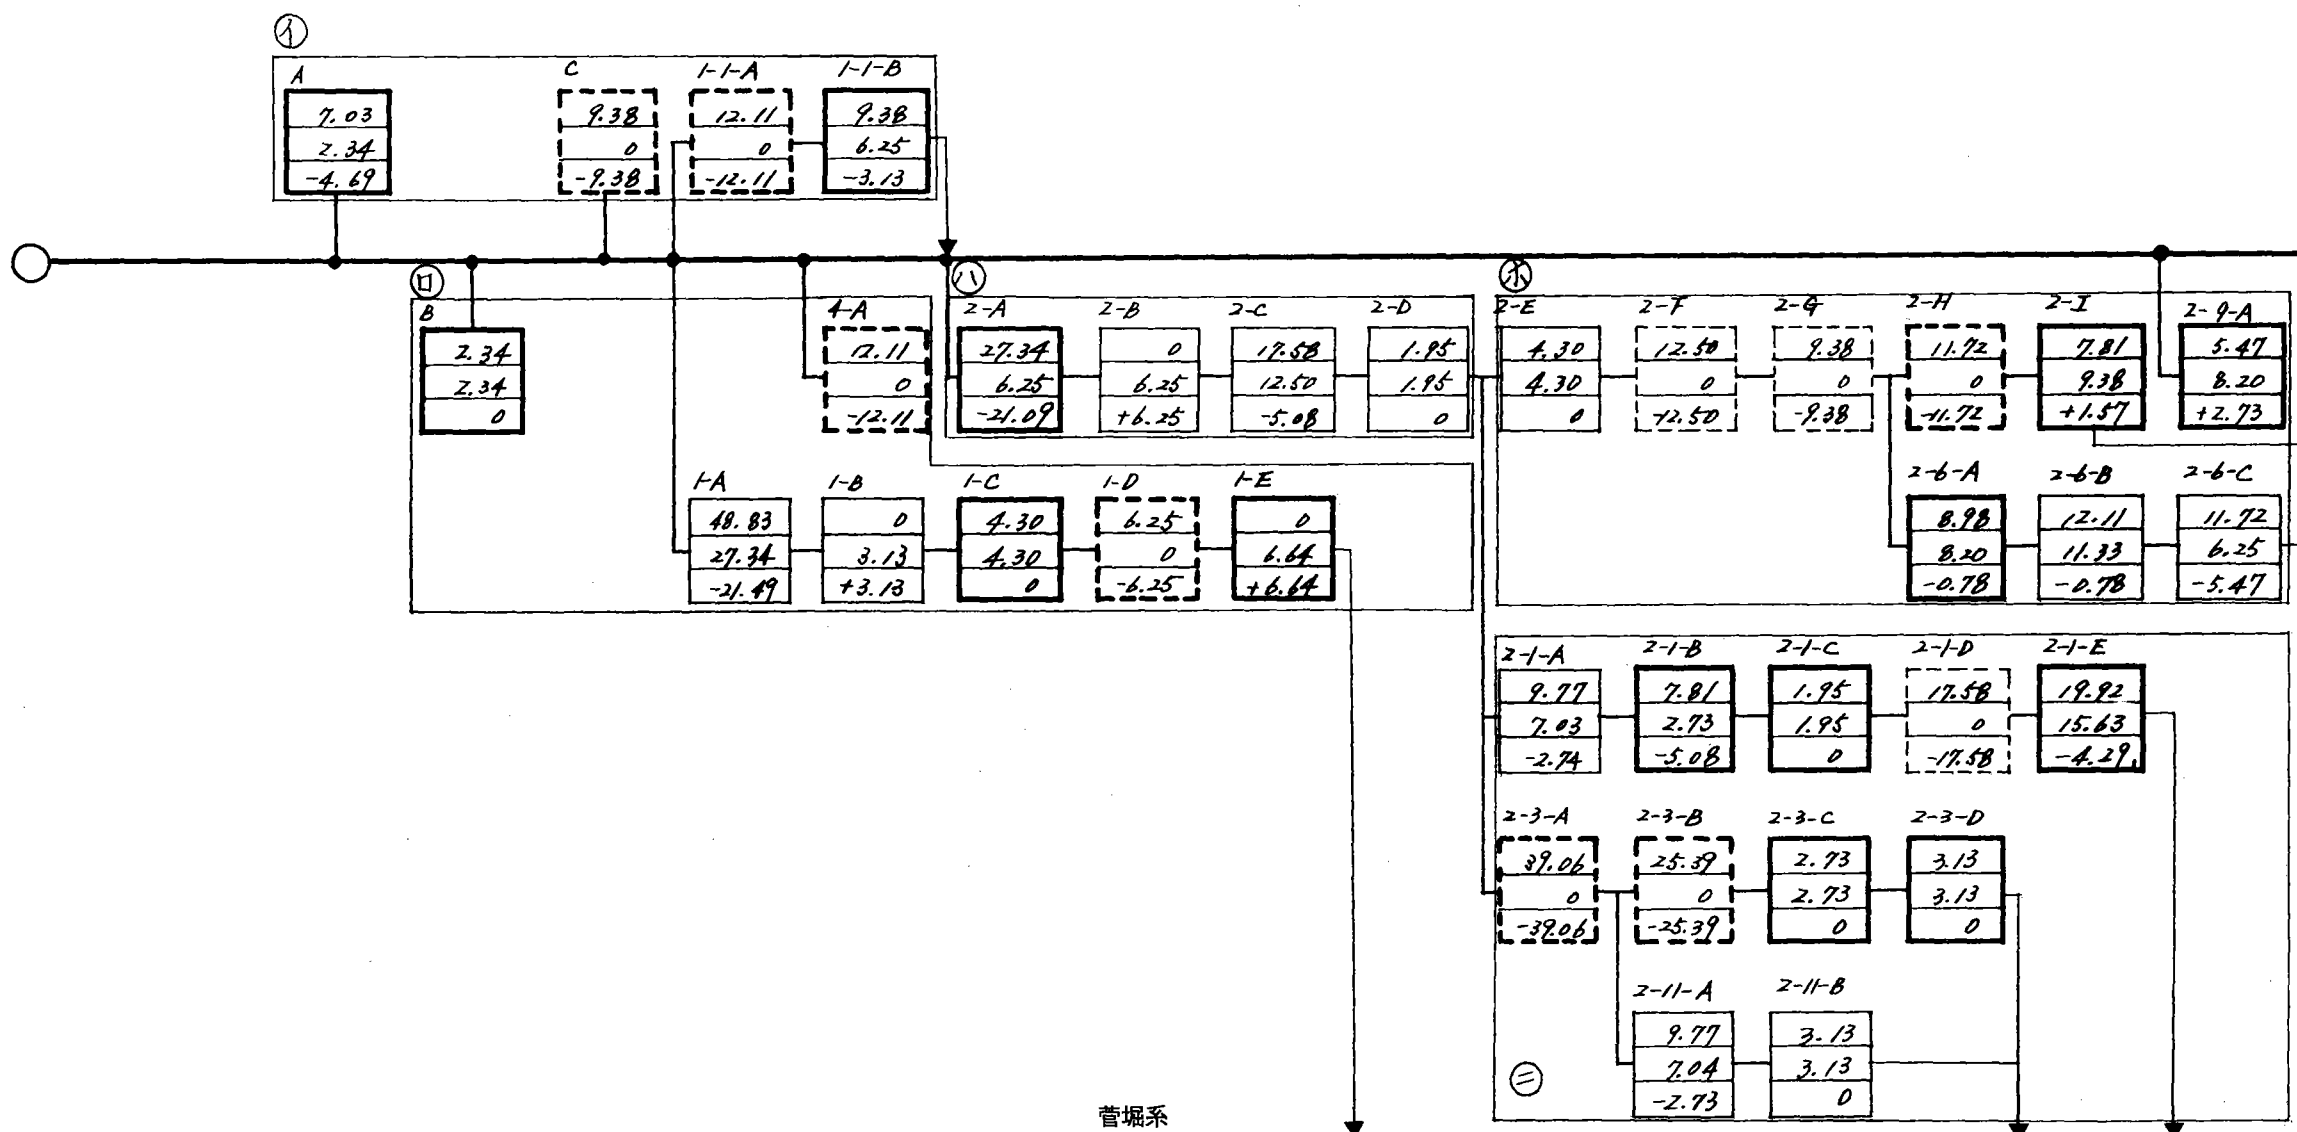 イ
A
7.03
2.34
-4.69
C
9.38
0
-9.38
1-1-A
12.11
0
-12.11
1-1-B
9.38
6.25
-3.13
ロ
B
2.34
2.34
0
4-A
12.11
0
-12.11
1-A
48.83
27.34
-21.49
1-B
0
3.13
+3.13
1-C
4.30
4.30
0
1-D
6.25
0
-6.25
1-E
0
6.64
+6.64
ハ
2-A
27.34
6.25
-21.09
2-B
0
6.25
+6.25
2-C
17.58
12.50
-5.08
2-D
1.95
1.95
0
ホ
2-E
4.30
4.30
0
2-F
12.50
0
-12.50
2-G
9.38
0
-9.38
2-H
11.72
0
-11.72
2-I
7.81
9.38
+1.57
2-9-A
5.47
8.20
+2.73
2-6-A
8.98
8.20
-0.78
2-6-B
12.11
11.33
-0.78
2-6-C
11.72
6.25
-5.47
2-1-A
9.77
7.03
-2.74
2-1-B
7.81
2.73
-5.08
2-1-C
1.95
1.95
0
2-1-D
17.58
0
-17.58
2-1-E
19.92
15.63
-4.29
2-3-A
39.06
0
-39.06
2-3-B
25.39
0
-25.39
2-3-C
2.73
2.73
0
2-3-D
3.13
3.13
0
2-11-A
9.77
7.04
-2.73
2-11-B
3.13
3.13
0
ニ
菅堀系